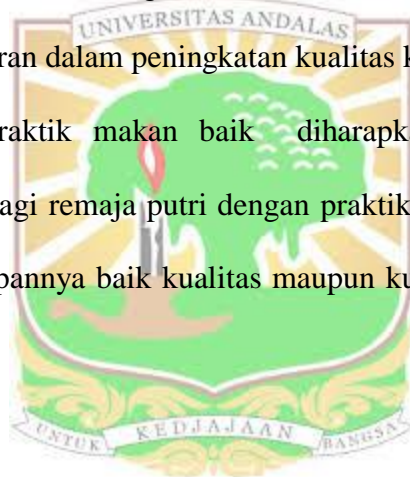 UNIVERSITAS ANDALAS
ran dalam peningkatan kualitas k
raktik makan baik diharapk
agi remaja putri dengan praktik
pannya baik kualitas maupun ku
UNTUK KEDJAJAAN BANGSA